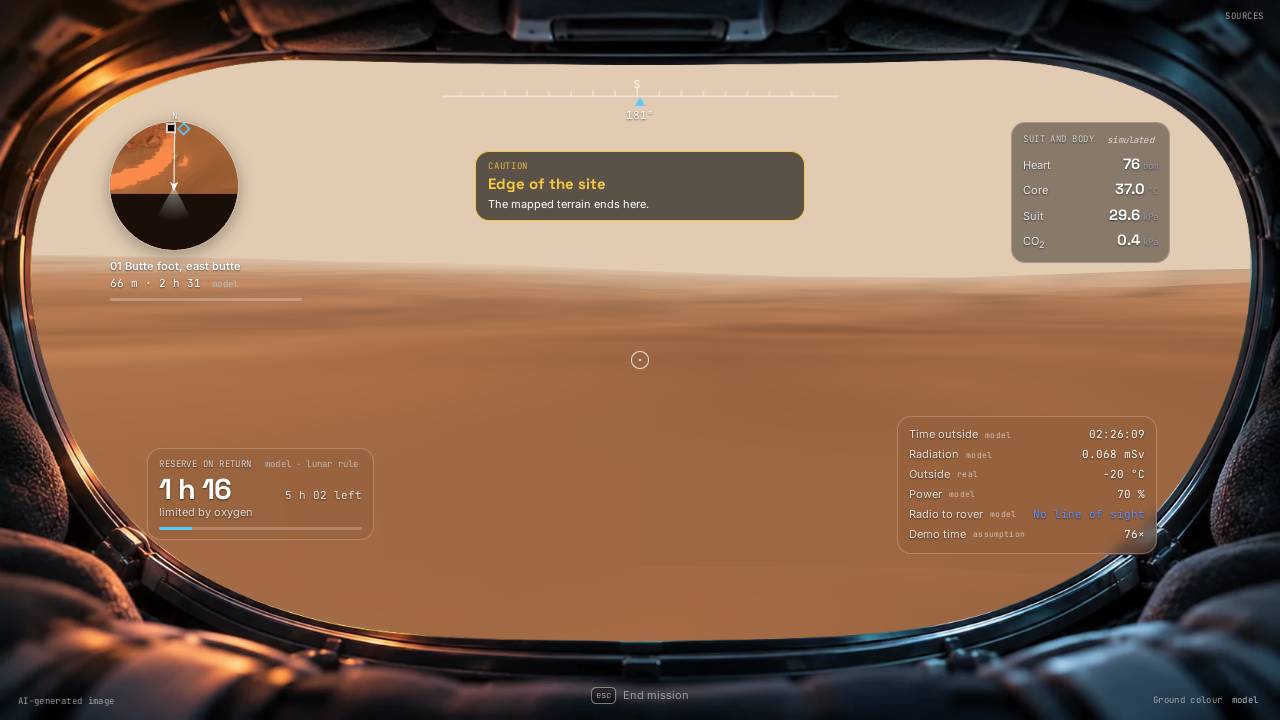 SOURCES
S
181°
N
CAUTION
Edge of the site
The mapped terrain ends here.
SUIT AND BODY simulated
Heart 76 bpm
Core 37.0 °C
Suit 29.6 kPa
CO2 0.4 kPa
01 Butte foot, east butte
66 m · 2 h 31 model
RESERVE ON RETURN model · lunar rule
1 h 16 5 h 02 left
limited by oxygen
Time outside model 02:26:09
Radiation model 0.068 mSv
Outside real -20 °C
Power model 70 %
Radio to rover model No line of sight
Demo time assumption 76×
esc End mission
AI-generated image
Ground colour model